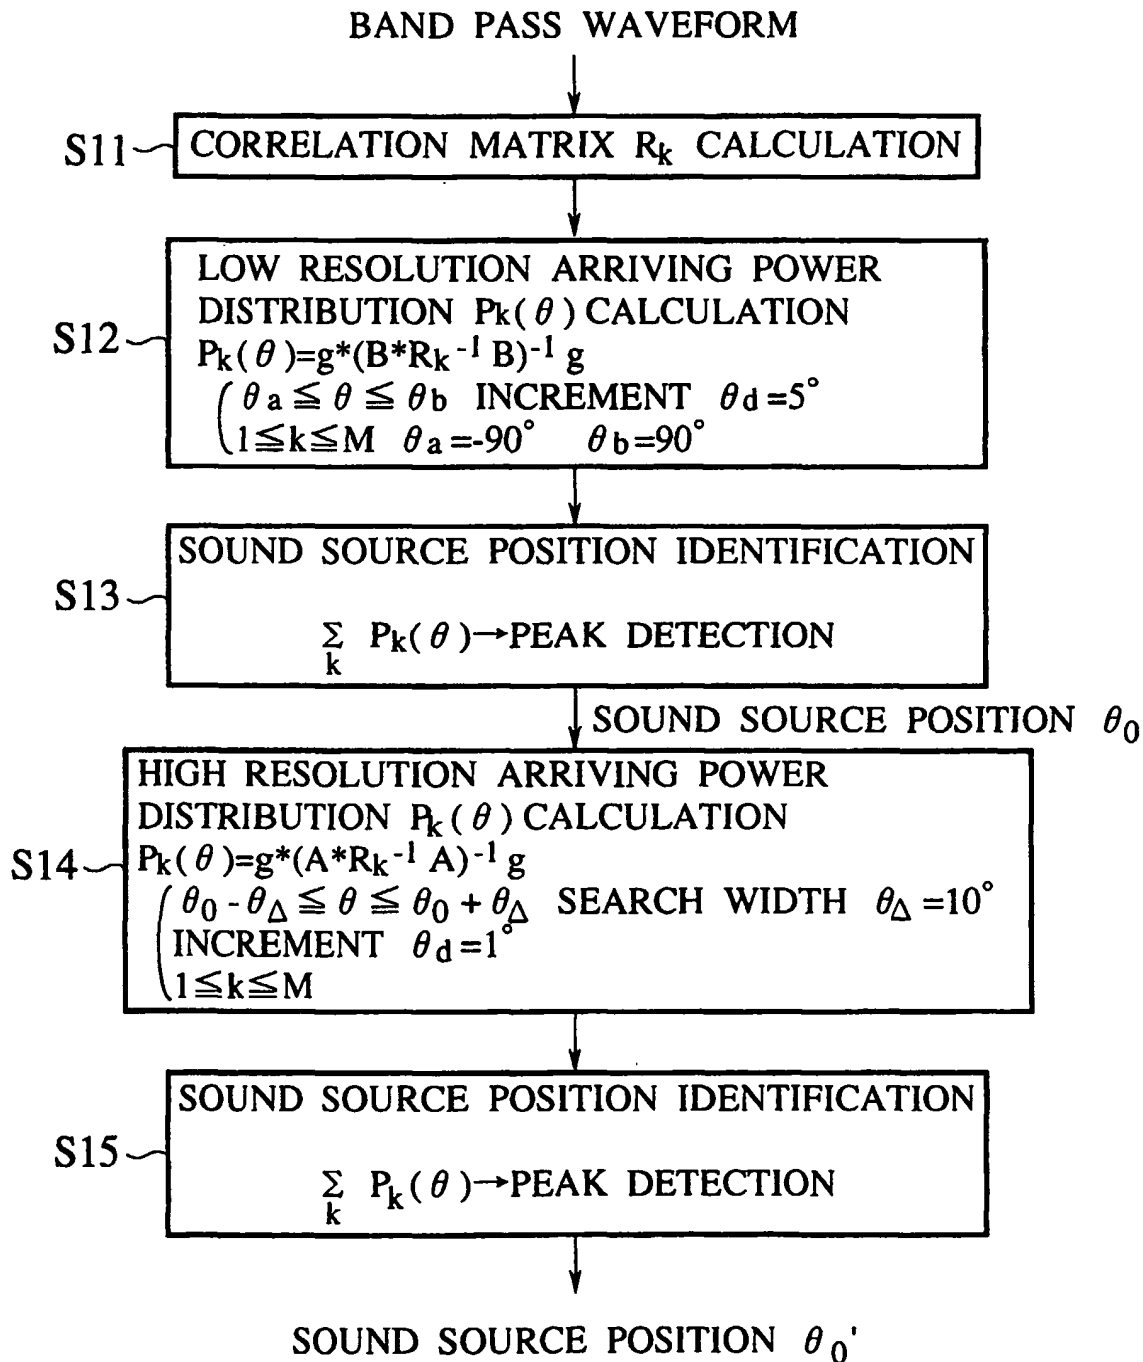 BAND PASS WAVEFORM
S11
CORRELATION MATRIX Rk CALCULATION
S12
LOW RESOLUTION ARRIVING POWER
DISTRIBUTION Pk(θ) CALCULATION
Pk(θ)=g*(B*Rk⁻¹ B)⁻¹ g
θa ≦ θ ≦ θb INCREMENT θd=5°
1≦k≦M θa=-90° θb=90°
S13
SOUND SOURCE POSITION IDENTIFICATION
Σ Pk(θ)→PEAK DETECTION
k
SOUND SOURCE POSITION θ0
S14
HIGH RESOLUTION ARRIVING POWER
DISTRIBUTION Pk(θ) CALCULATION
Pk(θ)=g*(A*Rk⁻¹ A)⁻¹ g
θ0 - θΔ ≦ θ ≦ θ0 + θΔ SEARCH WIDTH θΔ=10°
INCREMENT θd=1°
1≦k≦M
S15
SOUND SOURCE POSITION IDENTIFICATION
Σ Pk(θ)→PEAK DETECTION
k
SOUND SOURCE POSITION θ0'